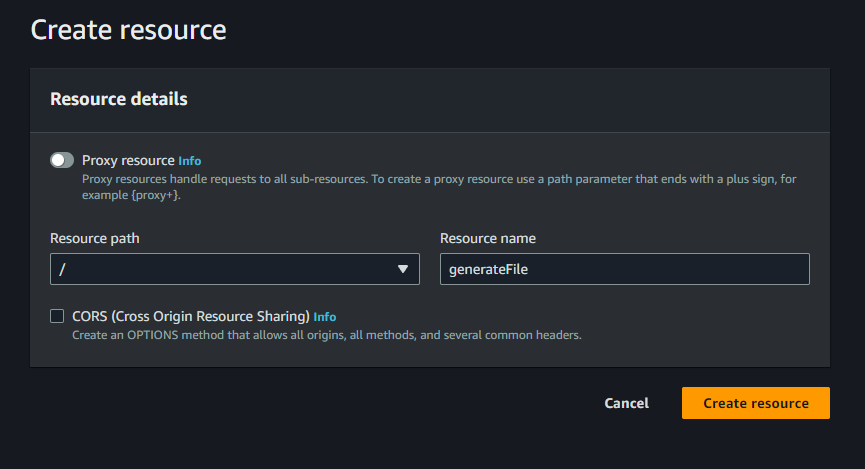 Create resource
Resource details
Proxy resource Info
Proxy resources handle requests to all sub-resources. To create a proxy resource use a path parameter that ends with a plus sign, for
example {proxy+}.
Resource path
Resource name
/
generateFile
CORS (Cross Origin Resource Sharing) Info
Create an OPTIONS method that allows all origins, all methods, and several common headers.
Cancel
Create resource